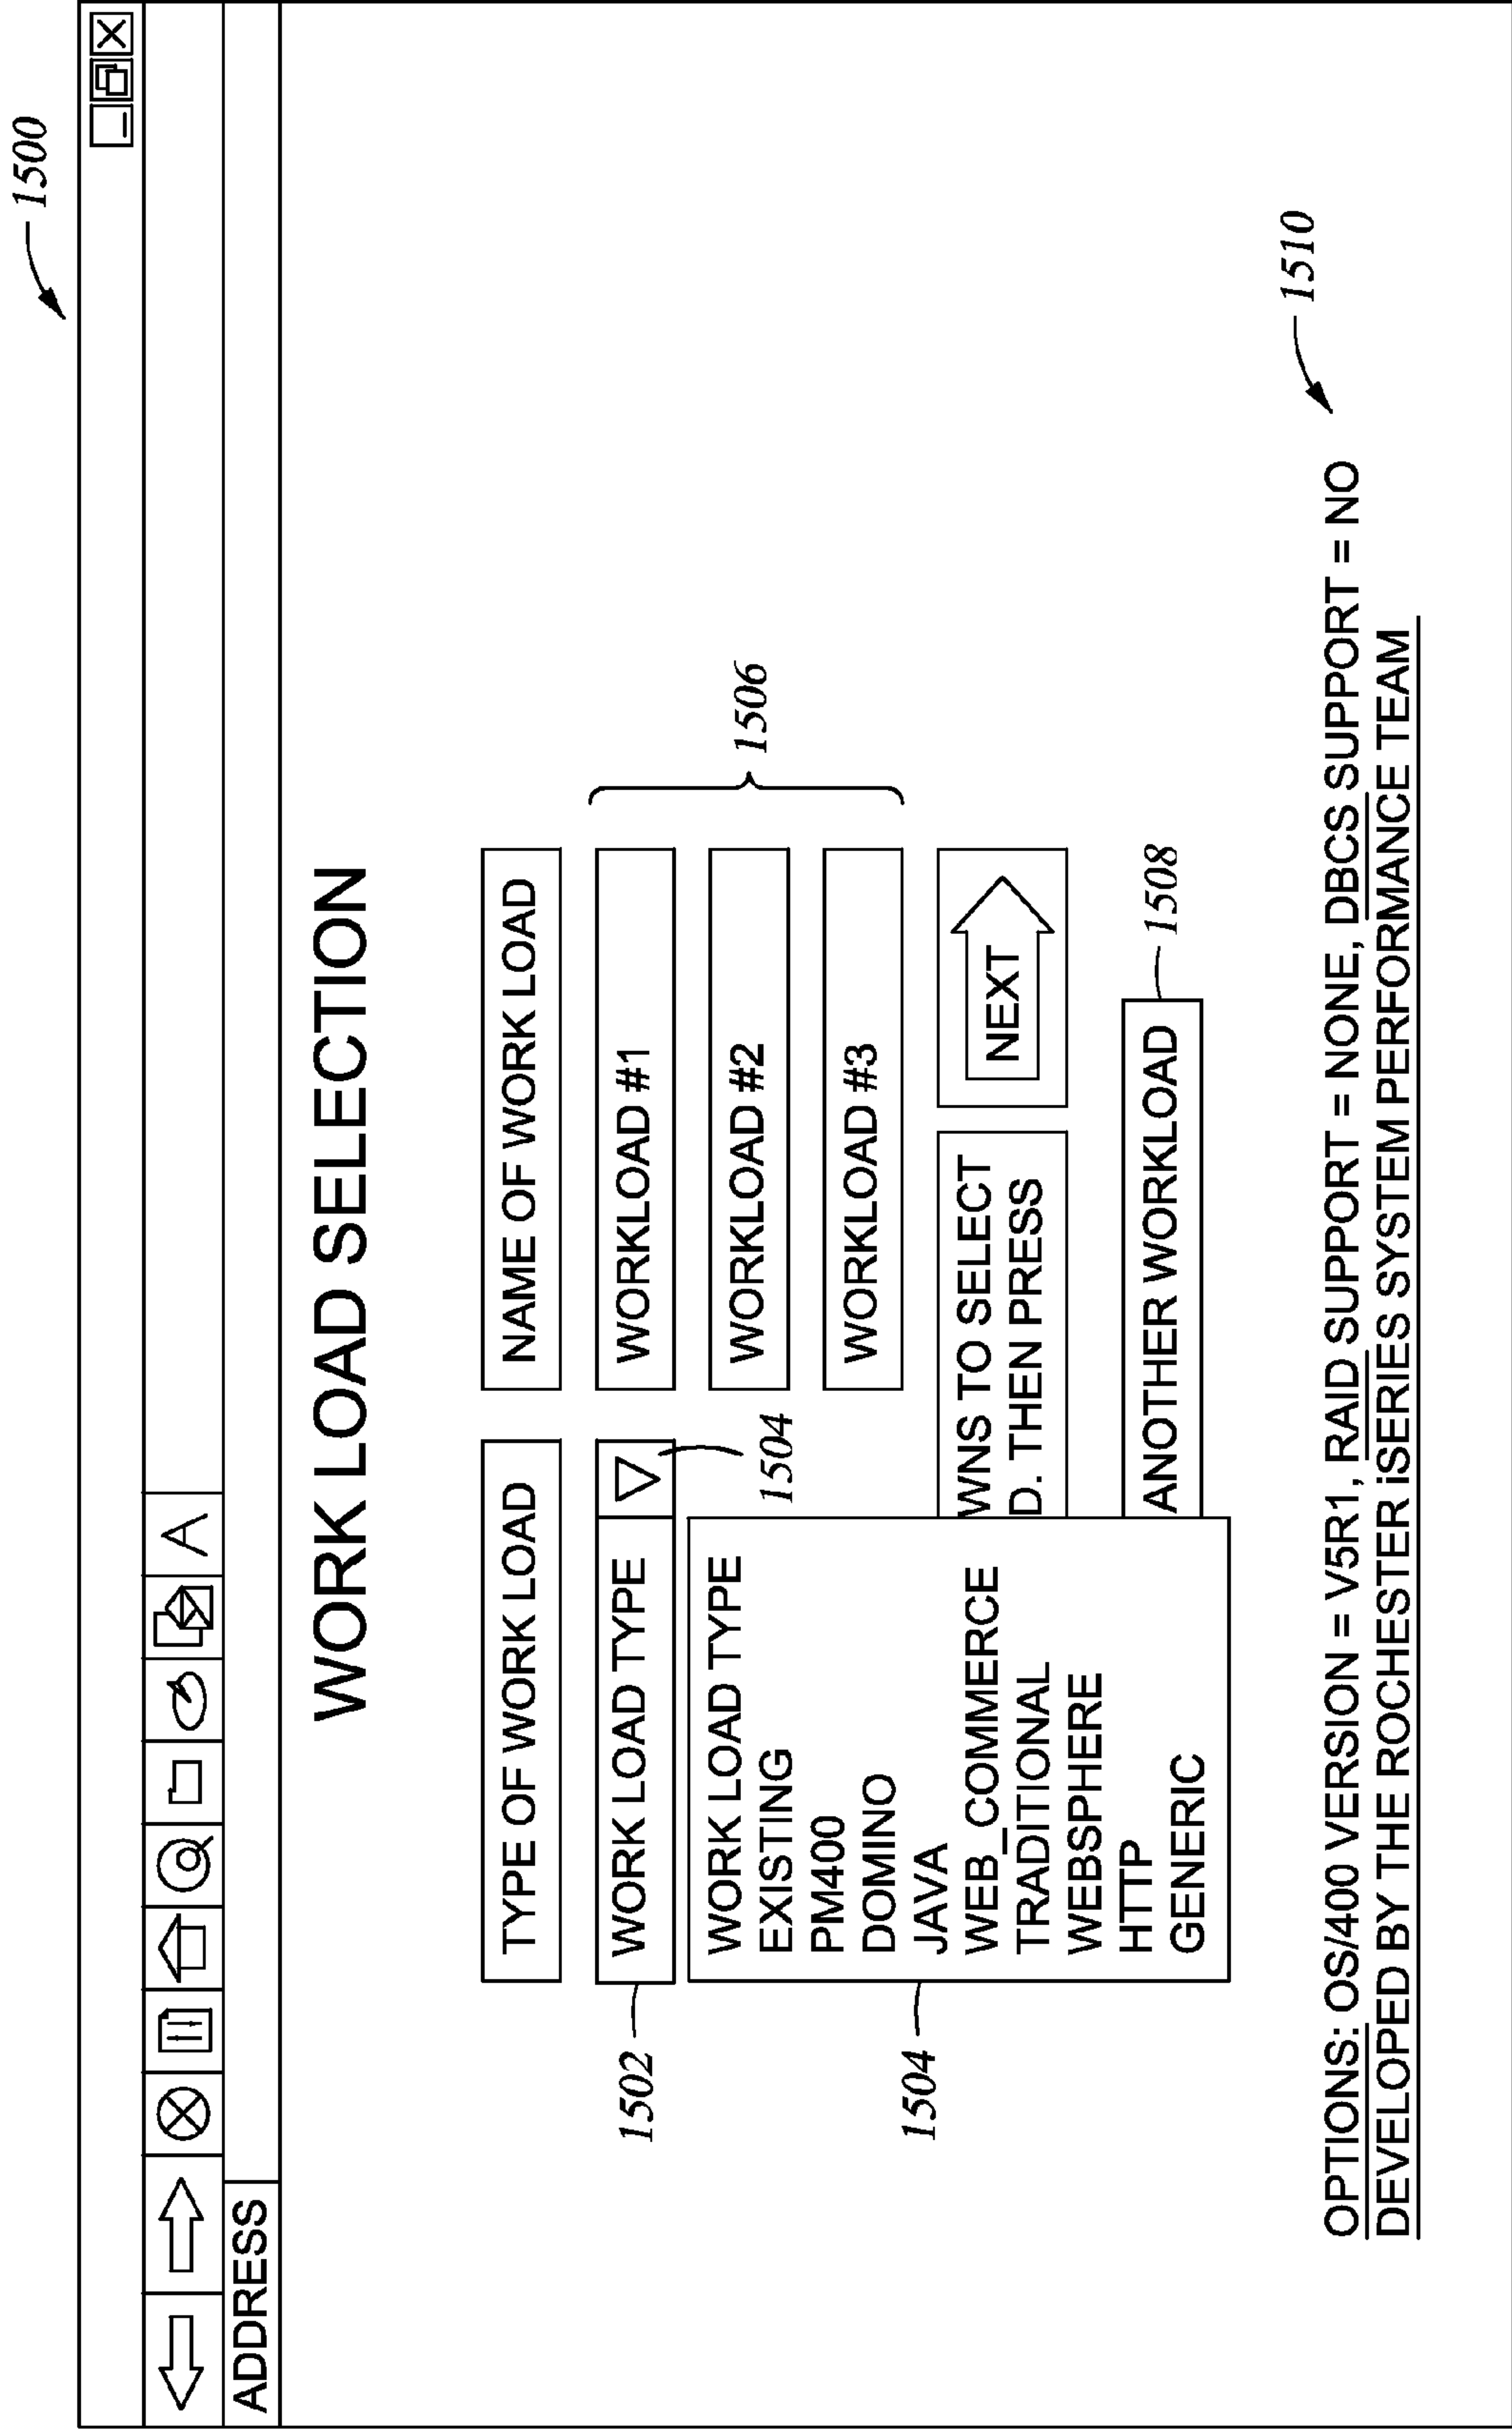 1500
ADDRESS
A
WORK LOAD SELECTION
TYPE OF WORK LOAD
NAME OF WORK LOAD
1502
WORK LOAD TYPE
1504
WORKLOAD #1
WORKLOAD #2
WORKLOAD #3
1506
1504
WORK LOAD TYPE
EXISTING
PM400
DOMINO
JAVA
WEB_COMMERCE
TRADITIONAL
WEBSPHERE
HTTP
GENERIC
WNS TO SELECT
D. THEN PRESS
NEXT
ANOTHER WORKLOAD
1508
1510
OPTIONS: OS/400 VERSION = V5R1, RAID SUPPORT = NONE, DBCS SUPPORT = NO
DEVELOPED BY THE ROCHESTER iSERIES SYSTEM PERFORMANCE TEAM